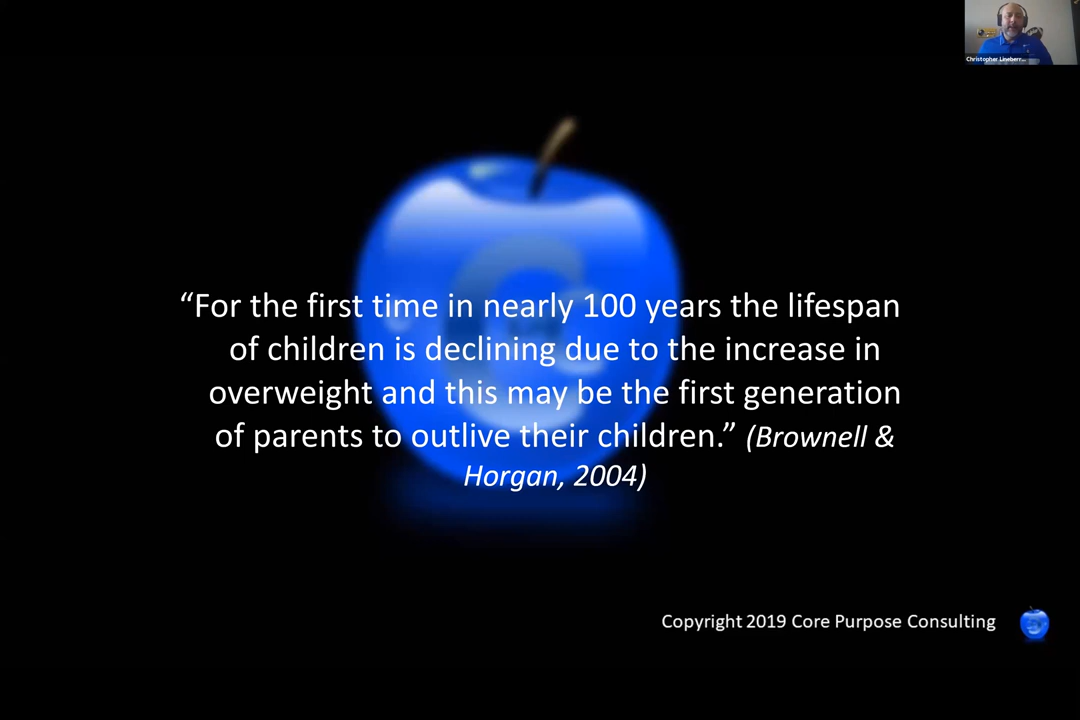 Christopher Lineberr...
“For the first time in nearly 100 years the lifespan
of children is declining due to the increase in
overweight and this may be the first generation
of parents to outlive their children.” (Brownell &
Horgan, 2004)
Copyright 2019 Core Purpose Consulting